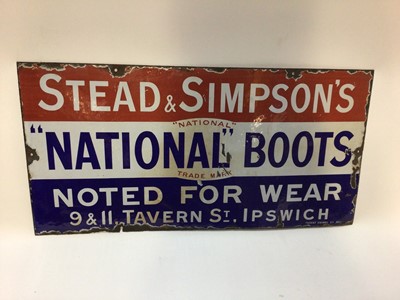 STEAD & SIMPSON'S
"NATIONAL"
"NATIONAL" BOOTS
TRADE MARK
NOTED FOR WEAR
9 & 11, TAVERN ST, IPSWICH